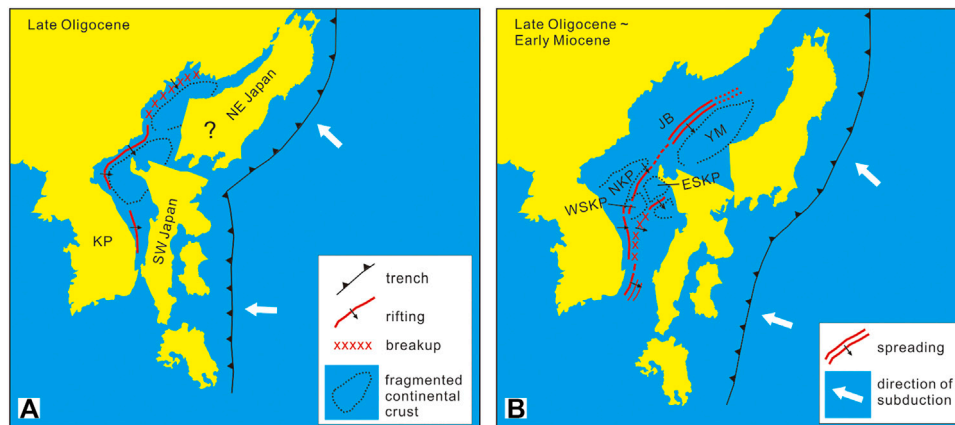 Late Oligocene
NE Japan
?
KP
SW Japan
trench
rifting
xxxxx breakup
fragmented
continental
crust
A
Late Oligocene ~
Early Miocene
JB
YM
NKP
ESKP
WSKP
spreading
direction of
subduction
B